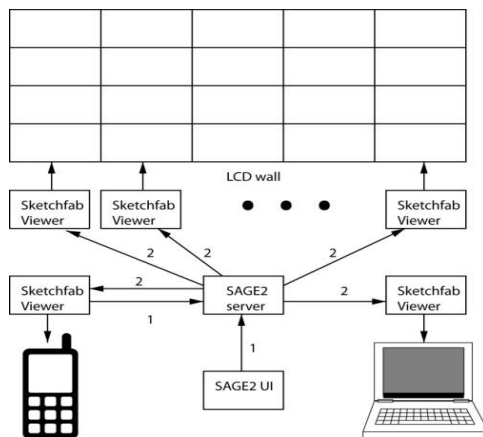 LCD wall
Sketchfab
Viewer
Sketchfab
Viewer
Sketchfab
Viewer
2
2
2
Sketchfab
Viewer
2
1
SAGE2
server
2
Sketchfab
Viewer
1
SAGE2 UI